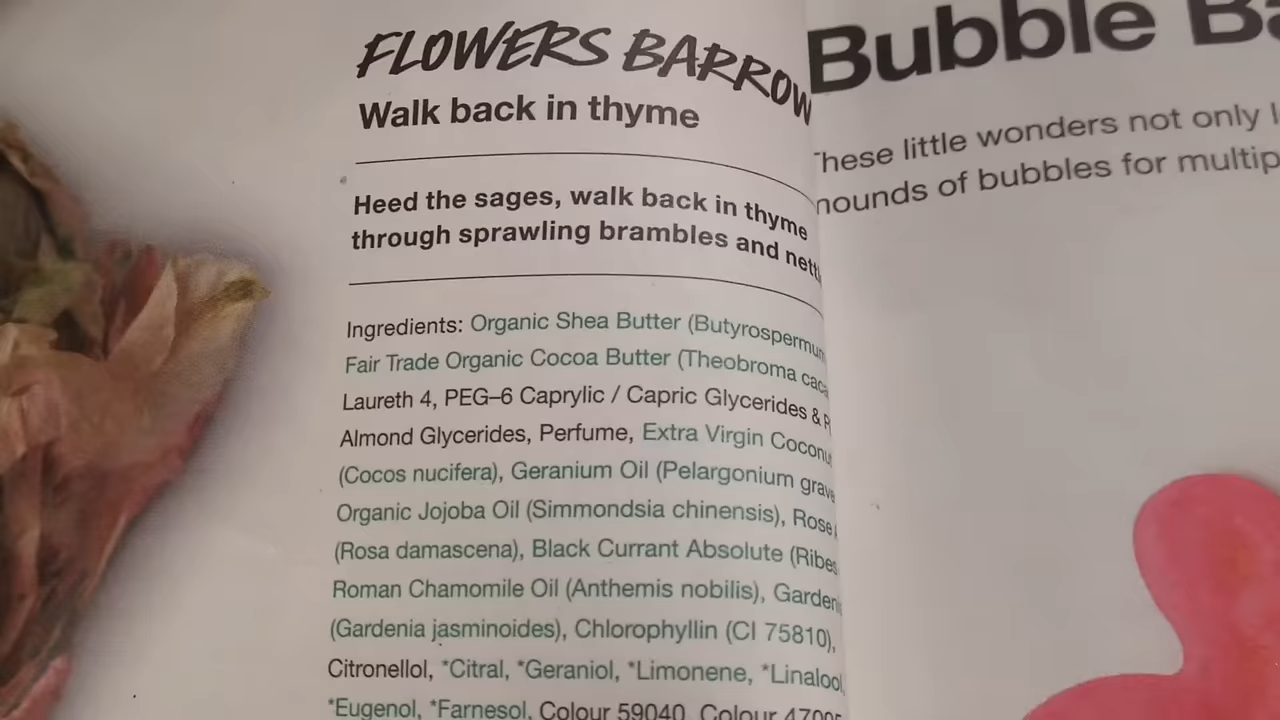 FLOWERS BARROW
Walk back in thyme
Heed the sages, walk back in thyme
through sprawling brambles and
Ingredients: Organic Shea Butter
Fair Trade Organic Cocoa Butter (Theobroma
Laureth 4, PEG–6 Caprylic / Capric Glycerides &
Almond Glycerides, Perfume, Extra Virgin
(Cocos nucifera), Geranium Oil (Pelargonium
Organic Jojoba Oil (Simmondsia chinensis), Rose
(Rosa damascena), Black Currant Absolute
Roman Chamomile Oil (Anthemis nobilis),
(Gardenia jasminoides), Chlorophyllin (CI 75810),
Citronellol, *Citral, *Geraniol, *Limonene, *Linalool
*Eugenol, *Farnesol, Colour 59040, Colour
Bubble
little wonders not only
of bubbles for